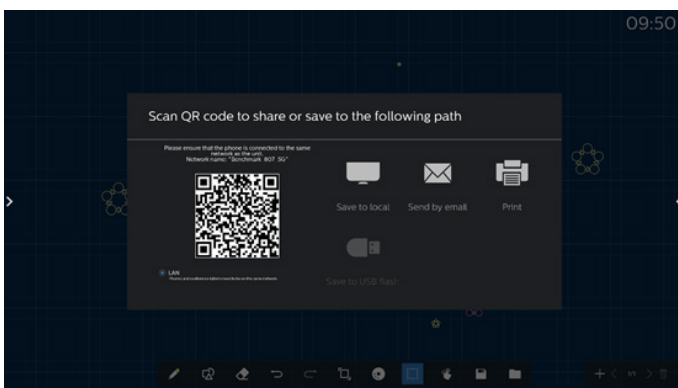 09:50
Scan QR code to share or save to the following path
Please ensure that the phone is connected to the same
network as the unit.
Network name: "Benchmark 807 5G"
Save to local
Send by email
Print
LAN
Save to USB flash
1/1